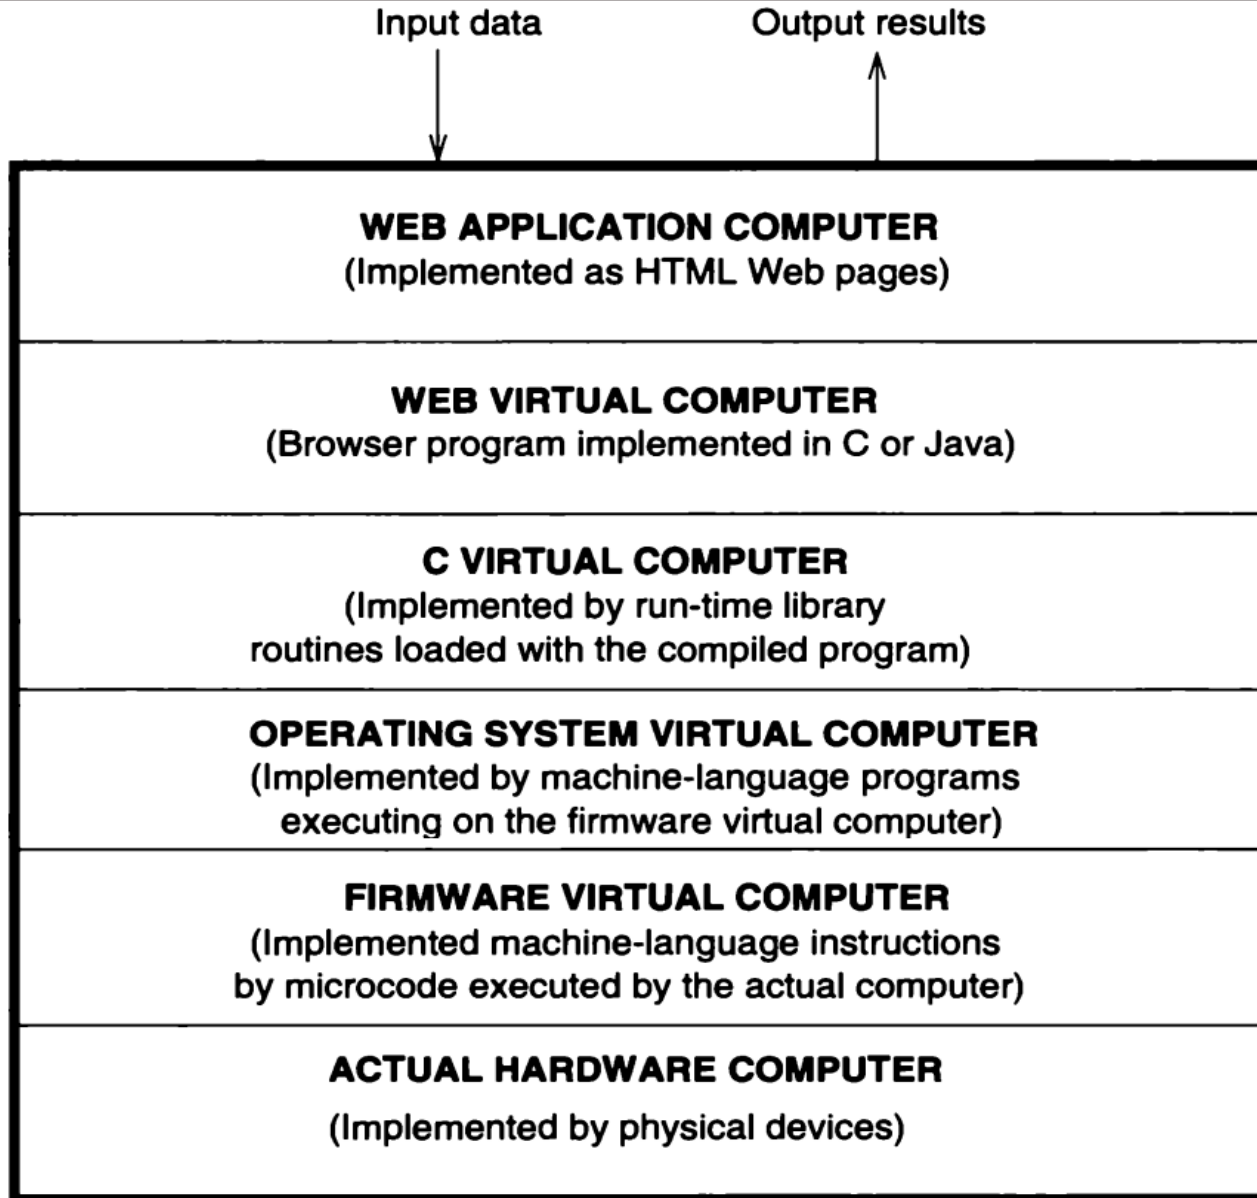 Input data
Output results
WEB APPLICATION COMPUTER
(Implemented as HTML Web pages)
WEB VIRTUAL COMPUTER
(Browser program implemented in C or Java)
C VIRTUAL COMPUTER
(Implemented by run-time library
routines loaded with the compiled program)
OPERATING SYSTEM VIRTUAL COMPUTER
(Implemented by machine-language programs
executing on the firmware virtual computer)
FIRMWARE VIRTUAL COMPUTER
(Implemented machine-language instructions
by microcode executed by the actual computer)
ACTUAL HARDWARE COMPUTER
(Implemented by physical devices)